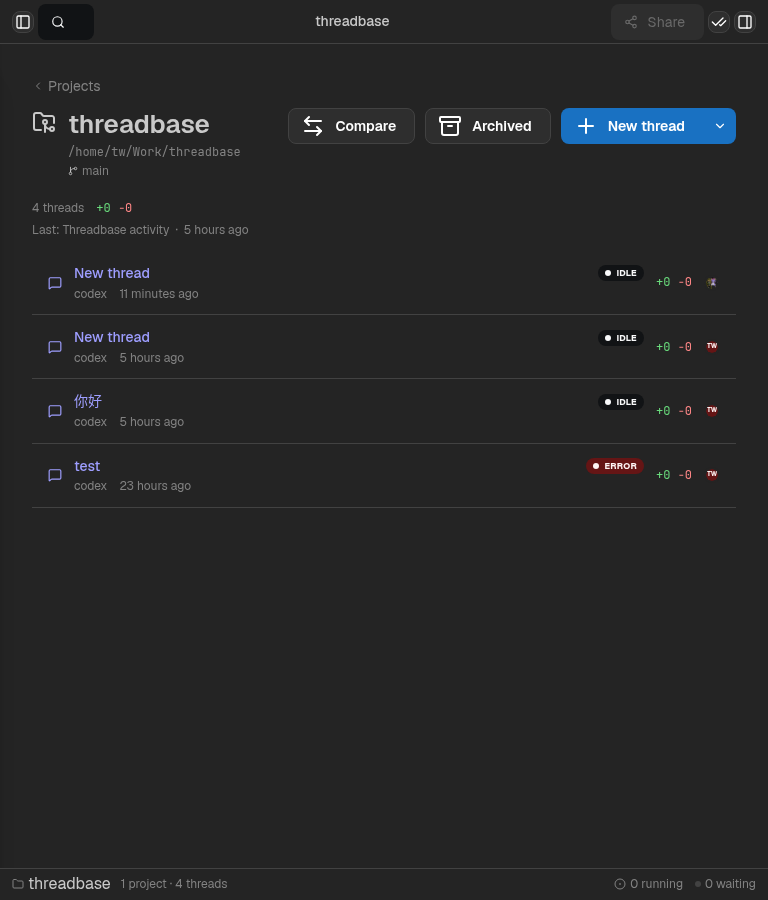 threadbase
Share
Projects
threadbase
Compare
Archived
New thread
/home/tw/Work/threadbase
main
4 threads +0 -0
Last: Threadbase activity · 5 hours ago
New thread
IDLE
+0 -0
codex 11 minutes ago
New thread
IDLE
+0 -0
TW
codex 5 hours ago
你好
IDLE
+0 -0
TW
codex 5 hours ago
test
ERROR
+0 -0
TW
codex 23 hours ago
threadbase 1 project · 4 threads
0 running 0 waiting